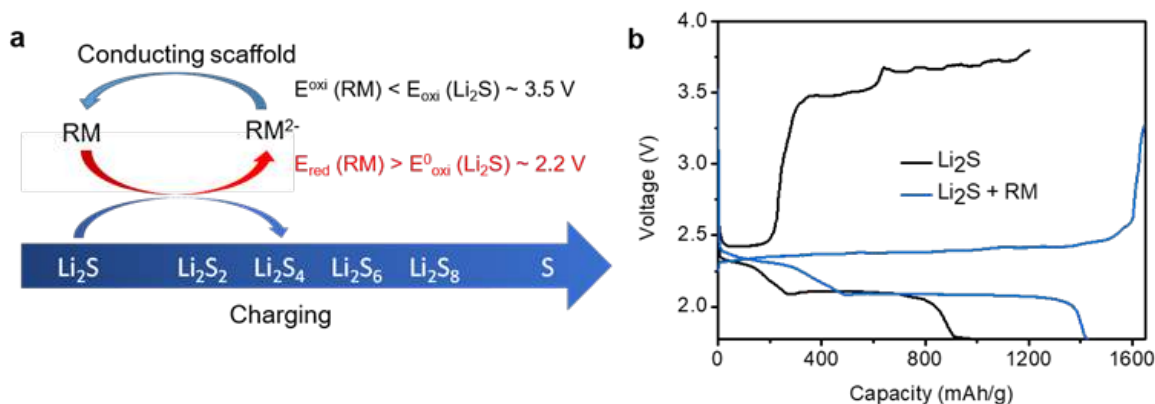 a
Conducting scaffold
E^oxi (RM) < E_oxi (Li₂S) ~ 3.5 V
RM RM²⁻
E_red (RM) > E⁰_oxi (Li₂S) ~ 2.2 V
Li₂S Li₂S₂ Li₂S₄ Li₂S₆ Li₂S₈ S
Charging
b
4.0
3.5
3.0
2.5
2.0
Voltage (V)
Li₂S
Li₂S + RM
0 400 800 1200 1600
Capacity (mAh/g)